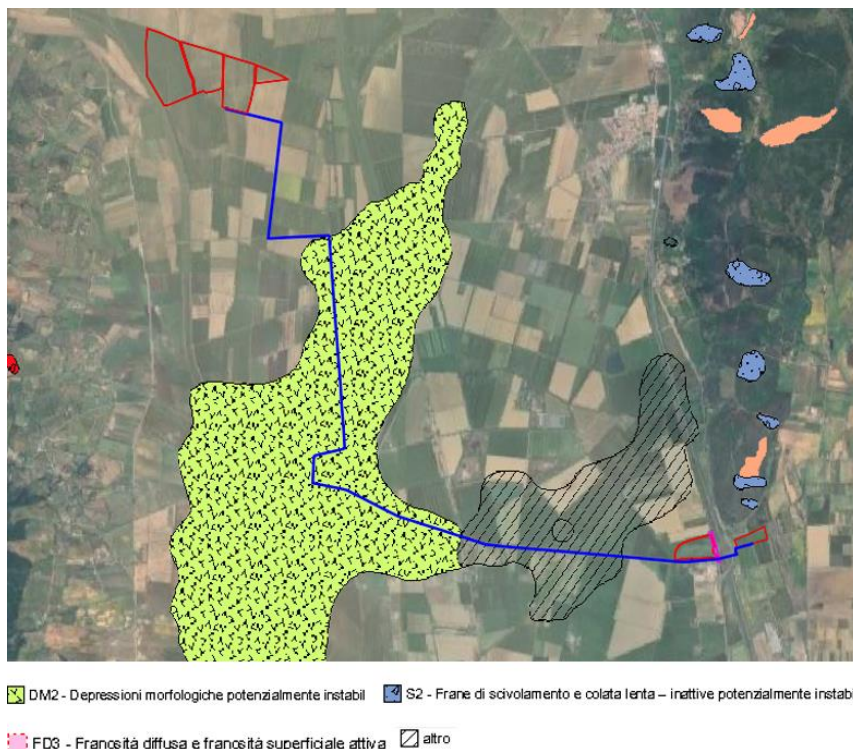 DM2 - Depressioni morfologiche potenzialmente instabil
S2 - Frane di scivolamento e colata lenta – inattive potenzialmente instabi
FD3 - Franosità diffusa e franosità superficiale attiva
altro